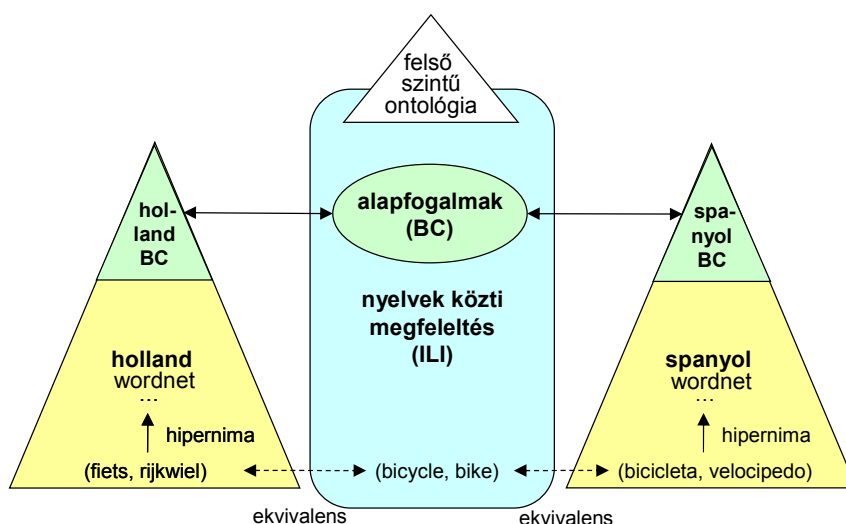 felső
szintű
ontológia
hol-
land
BC
alapfogalmak
(BC)
spa-
nyol
BC
nyelvek közti
megfeleltés
(ILI)
holland
wordnet
...
hipernima
(fiets, rijkwiel)
(bicycle, bike)
spanyol
wordnet
...
hipernima
(bicicleta, velocipedo)
ekvivalens
ekvivalens